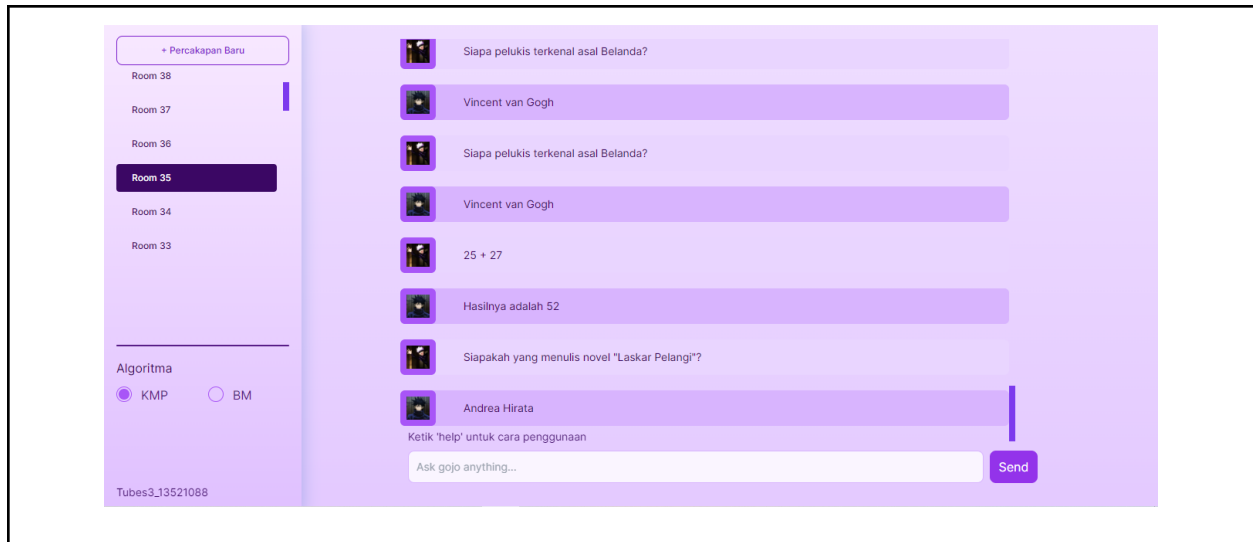 + Percakapan Baru
Room 38
Room 37
Room 36
Room 35
Room 34
Room 33
Algoritma
KMP
BM
Tubes3_13521088
Siapa pelukis terkenal asal Belanda?
Vincent van Gogh
Siapa pelukis terkenal asal Belanda?
Vincent van Gogh
25 + 27
Hasilnya adalah 52
Siapakah yang menulis novel "Laskar Pelangi"?
Andrea Hirata
Ketik 'help' untuk cara penggunaan
Ask gojo anything...
Send